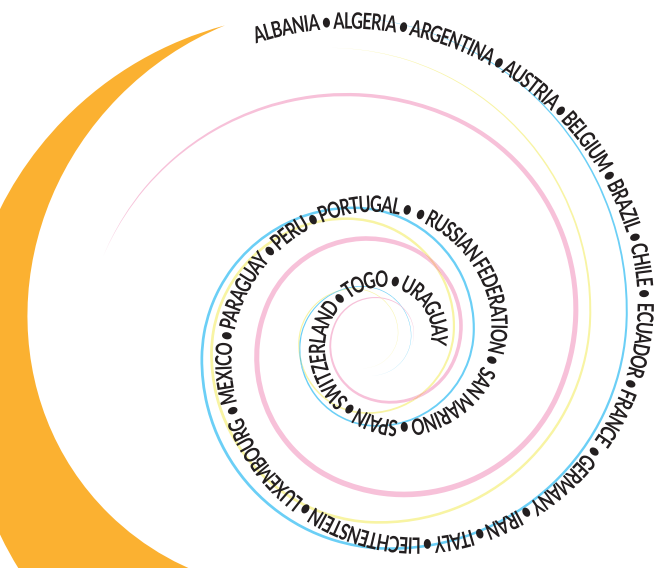 ALBANIA • ALGERIA • ARGENTINA • AUSTRIA • BELGIUM • BRAZIL • CHILE • ECUADOR • FRANCE • GERMANY • IRAN • ITALY • LIECHTENSTEIN • LUXEMBOURG • MEXICO • PARAGUAY • PERU • PORTUGAL • • RUSSIAN FEDERATION • SAN MARINO • SPAIN • SWITZERLAND • TOGO • URAGUAY